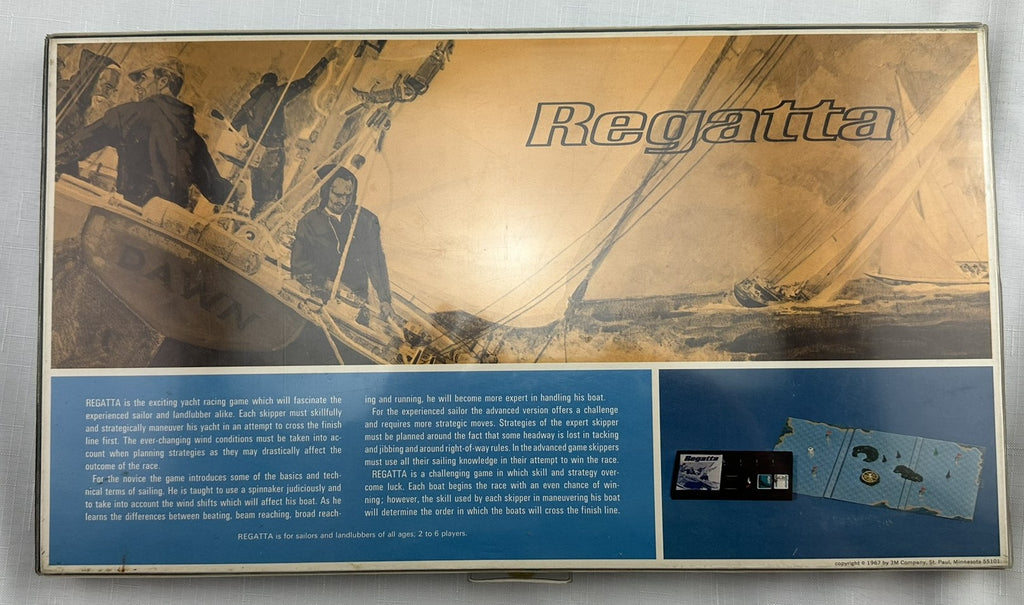 Regatta
DAWN
REGATTA is the exciting yacht racing game which will fascinate the
experienced sailor and landlubber alike. Each skipper must skillfully
and strategically maneuver his yacht in an attempt to cross the finish
line first. The ever-changing wind conditions must be taken into ac-
count when planning strategies as they may drastically affect the
outcome of the race.
For the novice the game introduces some of the basics and tech-
nical terms of sailing. He is taught to use a spinnaker judiciously and
to take into account the wind shifts which will affect his boat. As he
learns the differences between beating, beam reaching, broad reach-
ing and running, he will become more expert in handling his boat.
For the experienced sailor the advanced version offers a challenge
and requires more strategic moves. Strategies of the expert skipper
must be planned around the fact that some headway is lost in tacking
and jibbing and around right-of-way rules. In the advanced game skippers
must use all their sailing knowledge in their attempt to win the race.
REGATTA is a challenging game in which skill and strategy over-
come luck. Each boat begins the race with an even chance of win-
ning; however, the skill used by each skipper in maneuvering his boat
will determine the order in which the boats will cross the finish line.
REGATTA is for sailors and landlubbers of all ages, 2 to 6 players.
Regatta
copyright © 1967 by 3M Company, St. Paul, Minnesota 55101